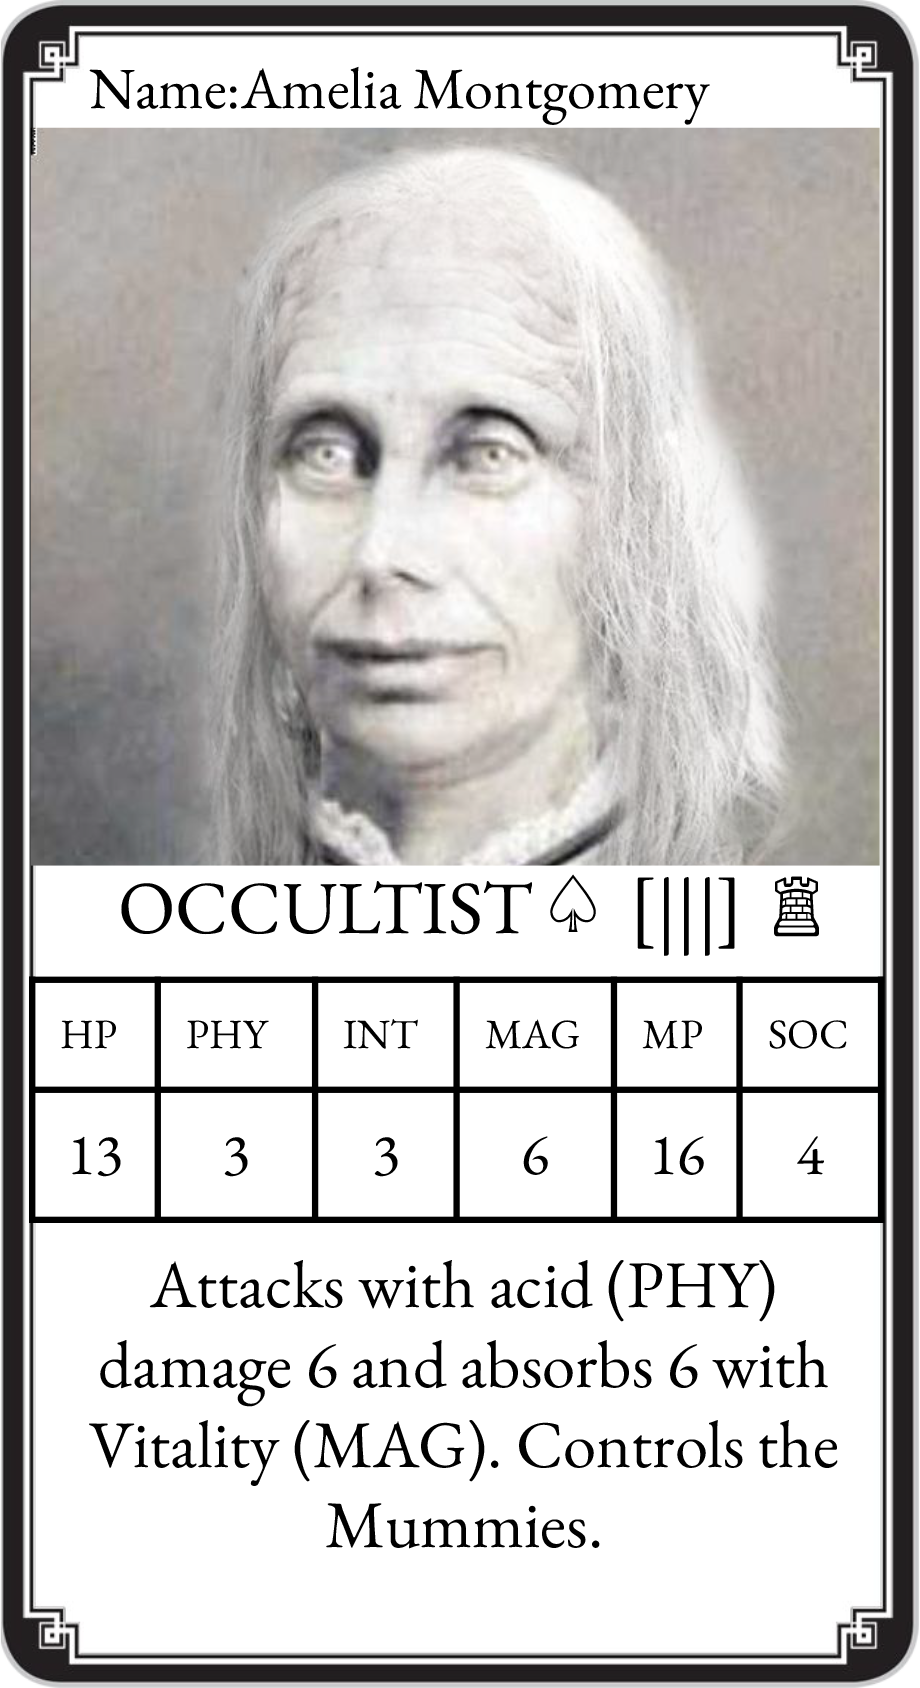 Name:Amelia Montgomery
OCCULTIST♤ [|||] ♖
HP PHY INT MAG MP SOC
13 3 3 6 16 4
Attacks with acid (PHY)
damage 6 and absorbs 6 with
Vitality (MAG). Controls the
Mummies.